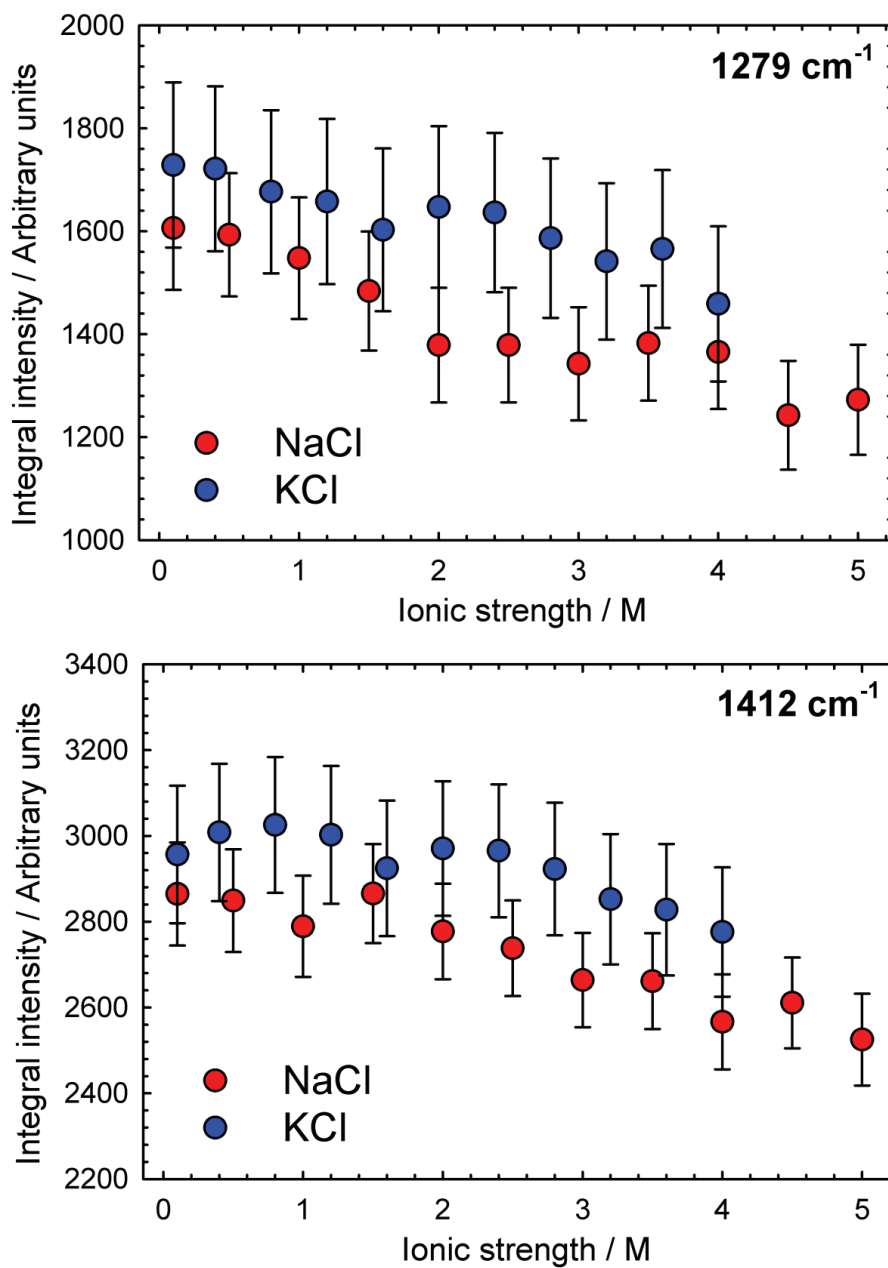 2000
1800
1600
1400
1200
1000
Integral intensity / Arbitrary units
1279 cm⁻¹
NaCl
KCl
0 1 2 3 4 5
Ionic strength / M
3400
3200
3000
2800
2600
2400
2200
Integral intensity / Arbitrary units
1412 cm⁻¹
NaCl
KCl
0 1 2 3 4 5
Ionic strength / M